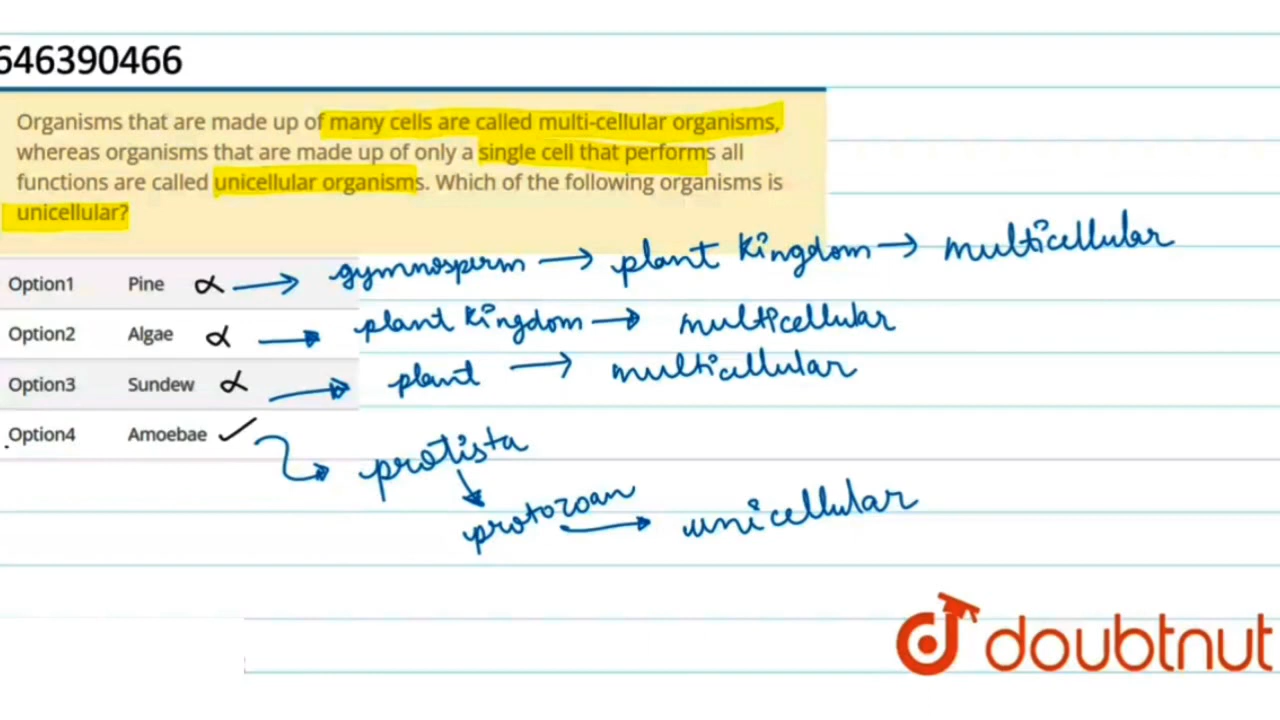 646390466
Organisms that are made up of many cells are called multi-cellular organisms,
whereas organisms that are made up of only a single cell that performs all
functions are called unicellular organisms. Which of the following organisms is
unicellular?
Option1 Pine α → gymnosperm → plant kingdom → multicellular
Option2 Algae α → plant kingdom → multicellular
Option3 Sundew α → plant → multicellular
Option4 Amoebae ✓ → protista
↓
protozoan → unicellular
doubtnut